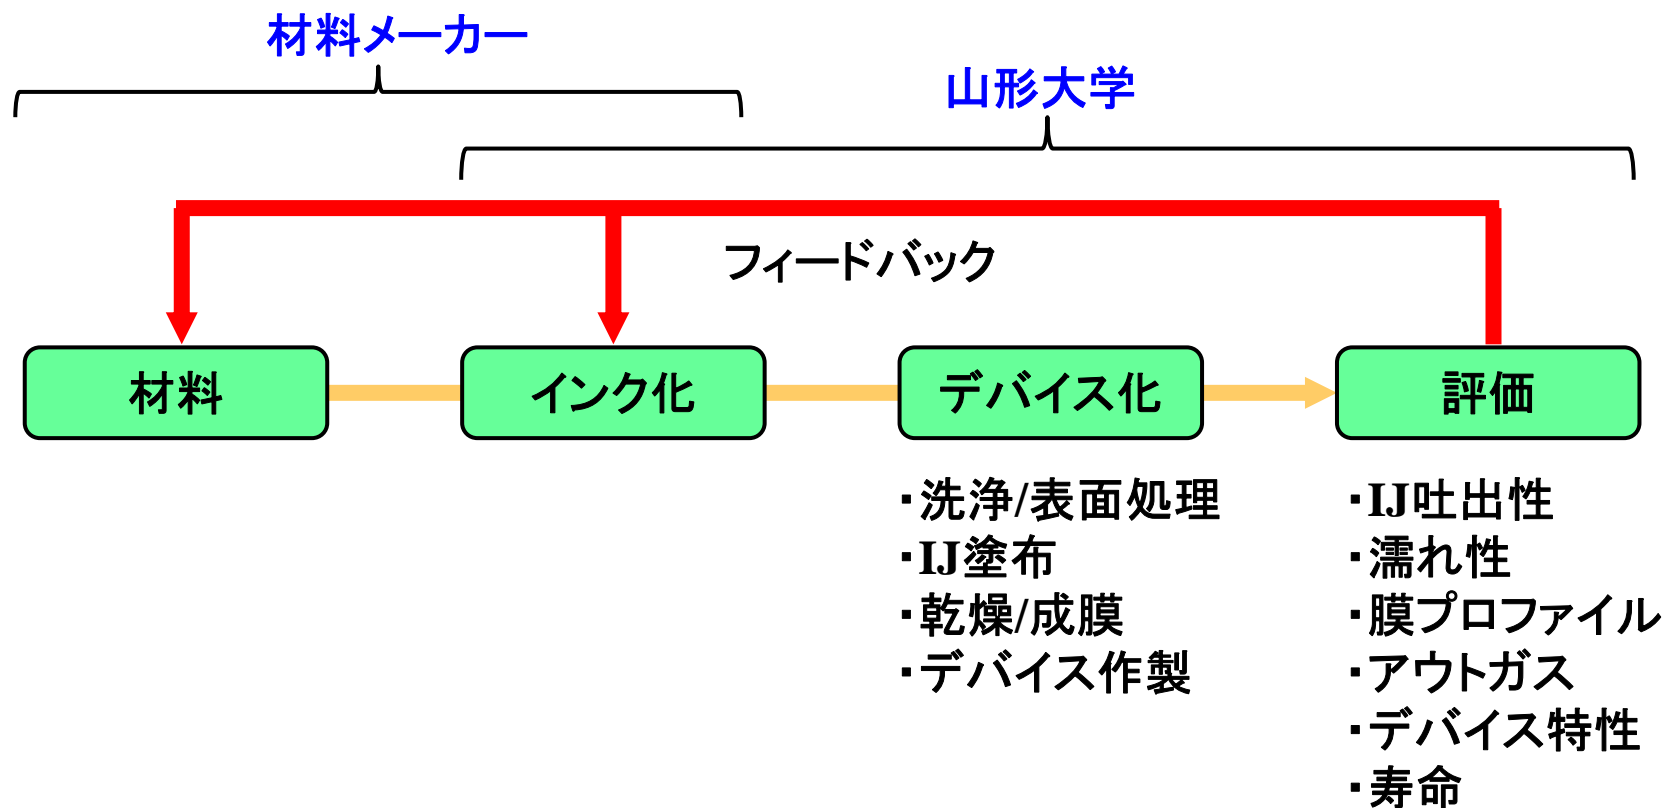 材料メーカー
山形大学
フィードバック
材料
インク化
デバイス化
評価
・洗浄/表面処理
・IJ塗布
・乾燥/成膜
・デバイス作製
・IJ吐出性
・濡れ性
・膜プロファイル
・アウトガス
・デバイス特性
・寿命